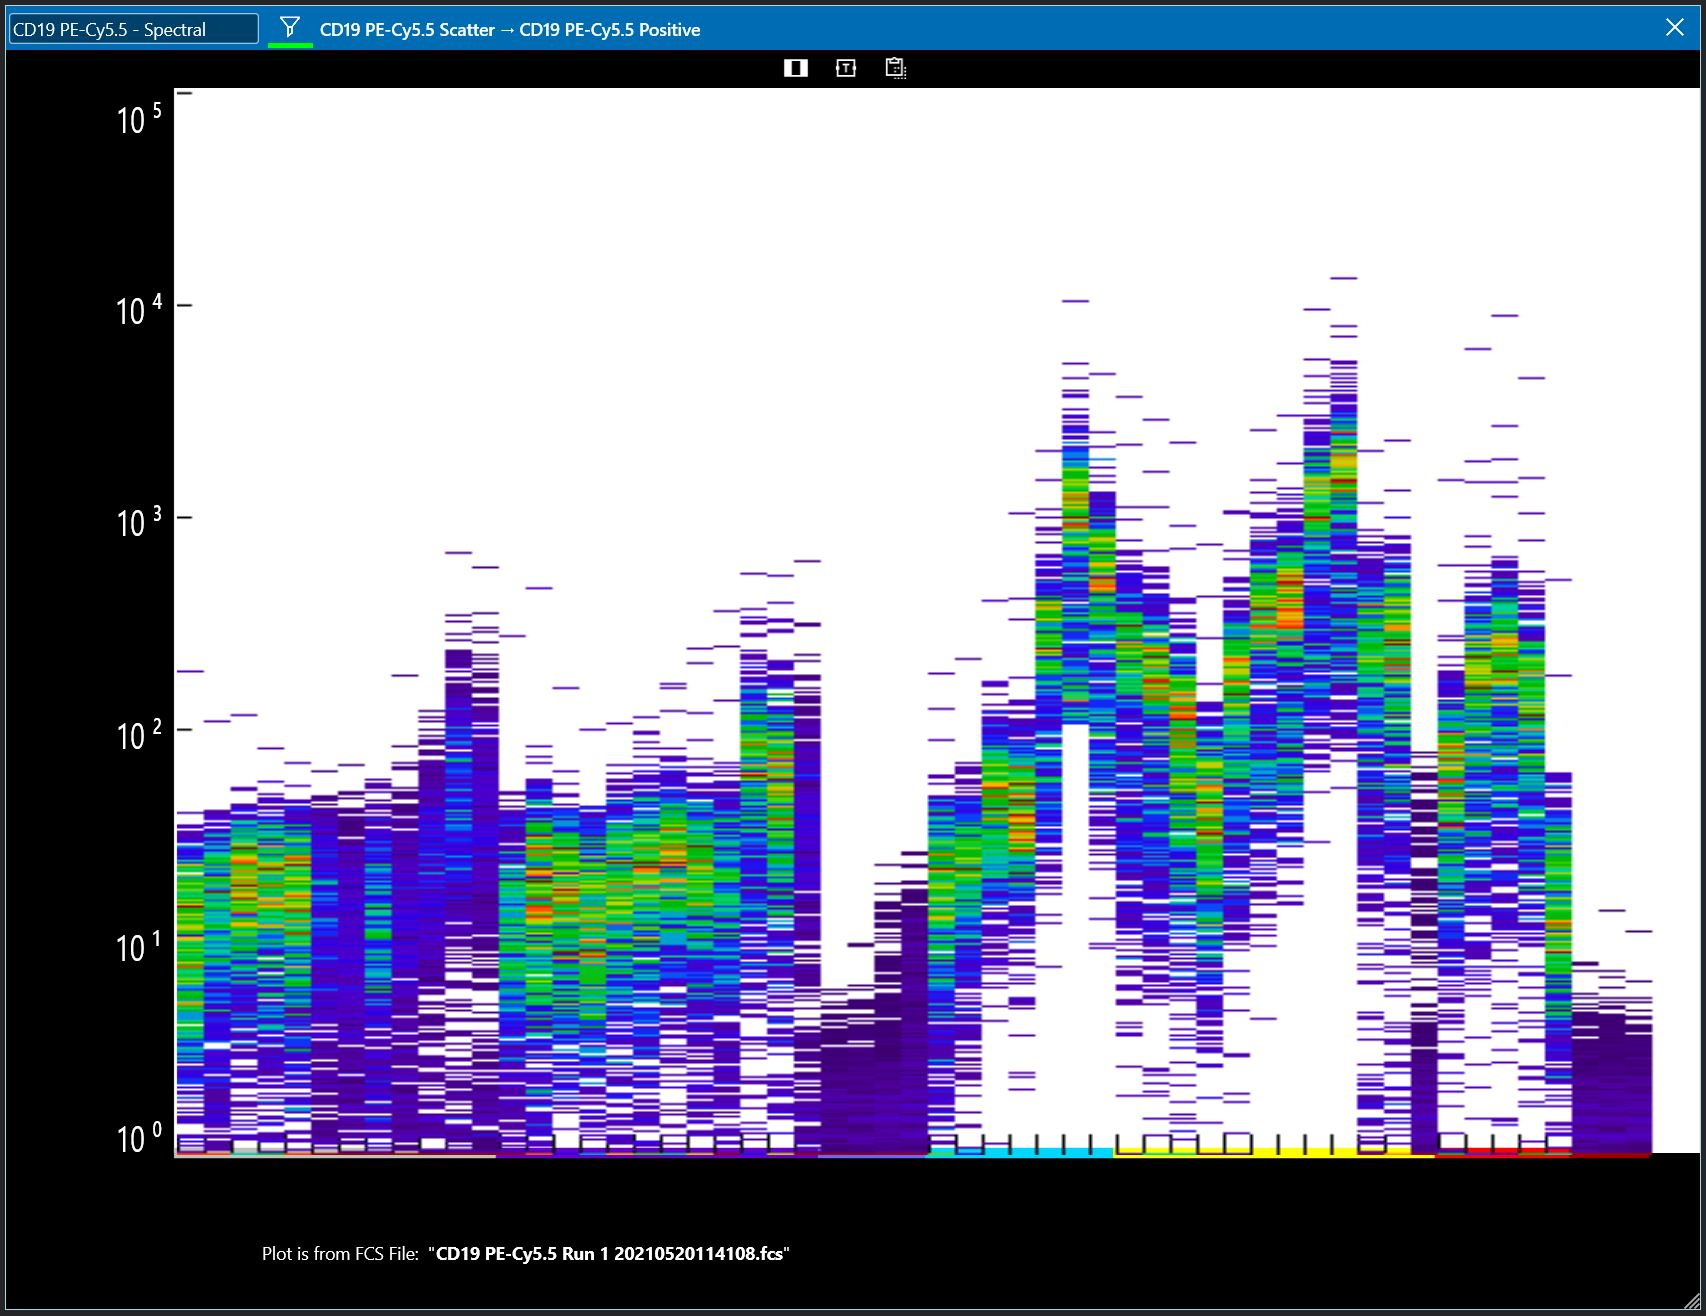 CD19 PE-Cy5.5 - Spectral
CD19 PE-Cy5.5 Scatter → CD19 PE-Cy5.5 Positive
T
10 5
10 4
10 3
10 2
10 1
10 0
Plot is from FCS File: "CD19 PE-Cy5.5 Run 1 20210520114108.fcs"